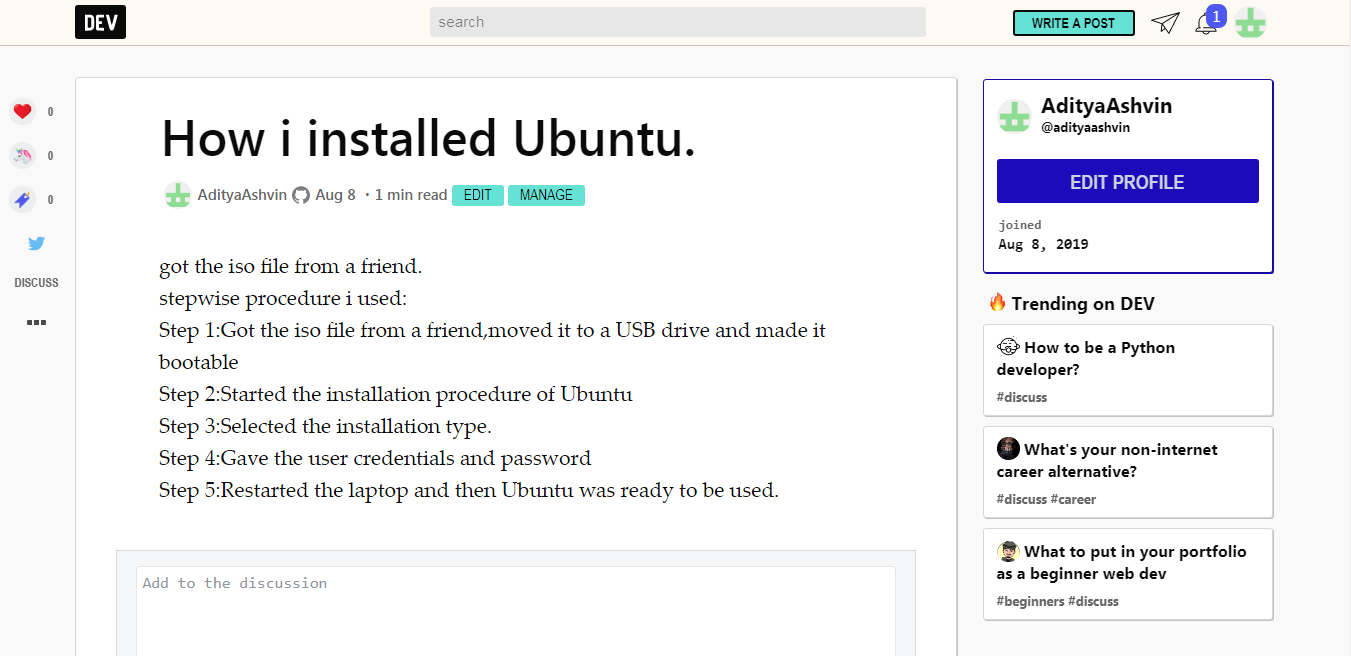 DEV
search
WRITE A POST
1
0
0
0
DISCUSS
How i installed Ubuntu.
AdityaAshvin Aug 8 · 1 min read EDIT MANAGE
got the iso file from a friend.
stepwise procedure i used:
Step 1:Got the iso file from a friend,moved it to a USB drive and made it
bootable
Step 2:Started the installation procedure of Ubuntu
Step 3:Selected the installation type.
Step 4:Gave the user credentials and password
Step 5:Restarted the laptop and then Ubuntu was ready to be used.
Add to the discussion
AdityaAshvin
@adityaashvin
EDIT PROFILE
joined
Aug 8, 2019
Trending on DEV
How to be a Python
developer?
#discuss
What's your non-internet
career alternative?
#discuss #career
What to put in your portfolio
as a beginner web dev
#beginners #discuss